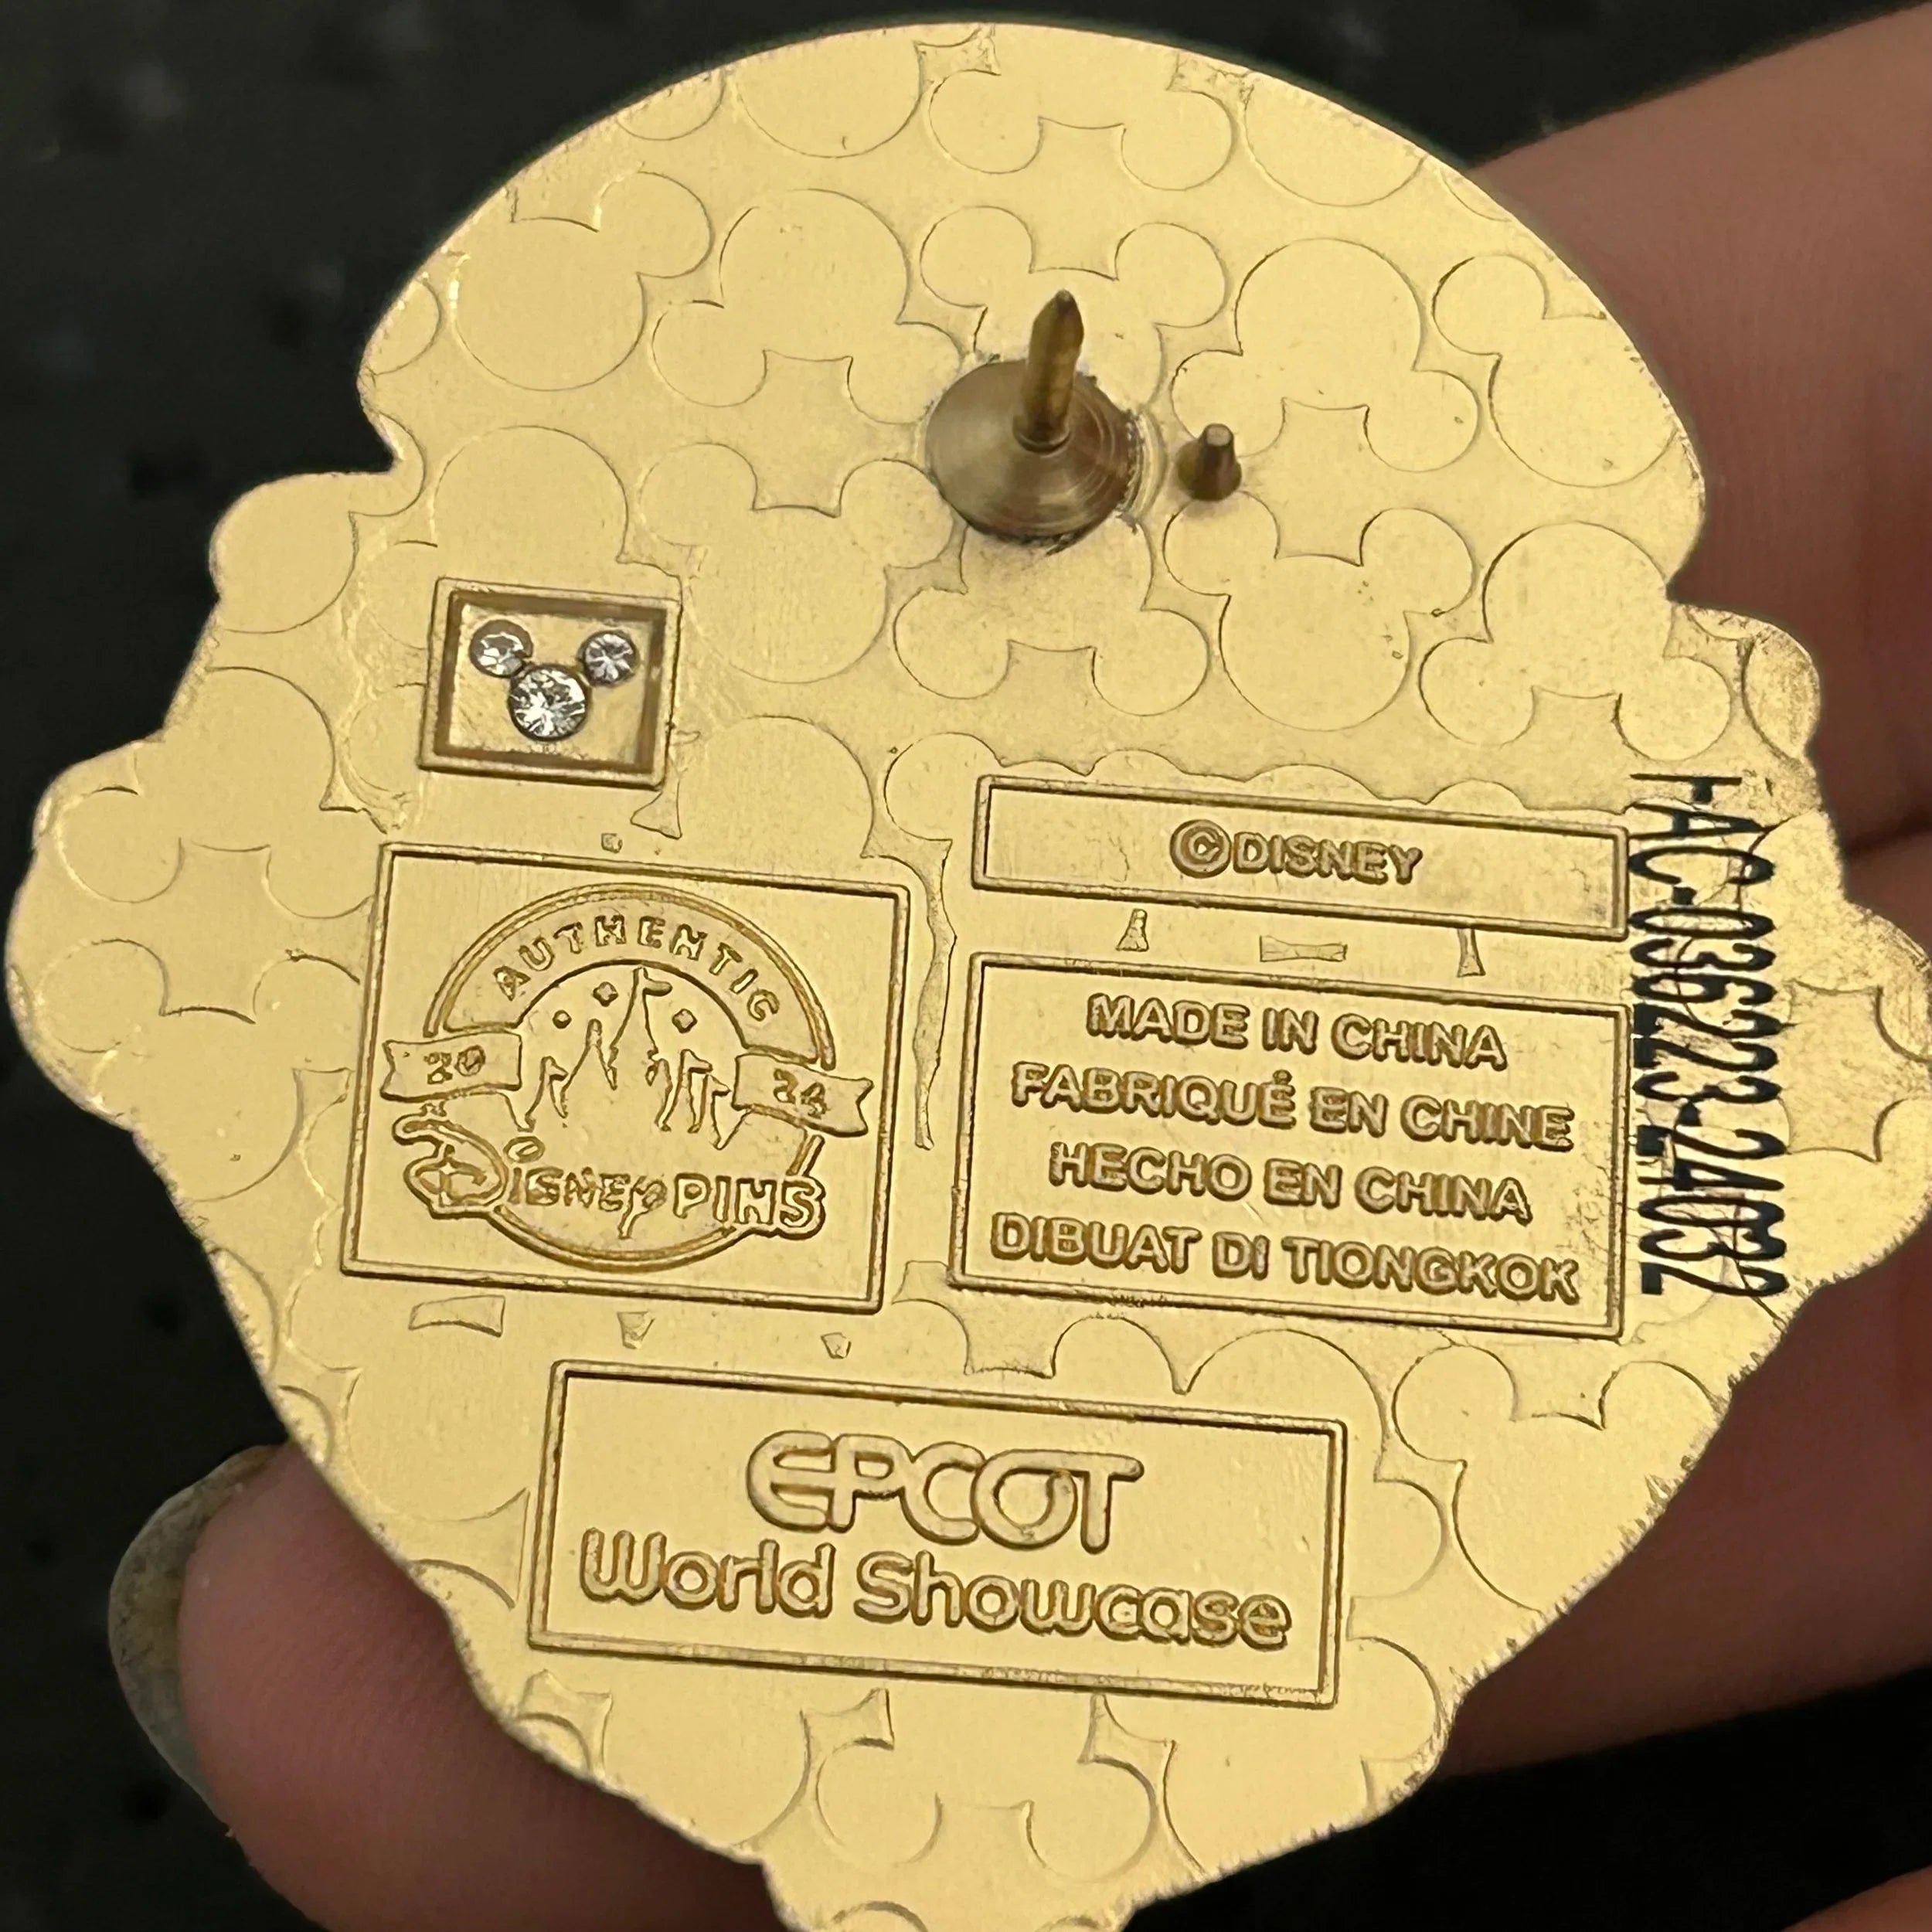 ©DISNEY
AUTHENTIC
20 24
Disney PINS
MADE IN CHINA
FABRIQUÉ EN CHINE
HECHO EN CHINA
DIBUAT DI TIONGKOK
FAC-036223-24032
EPCOT
World Showcase